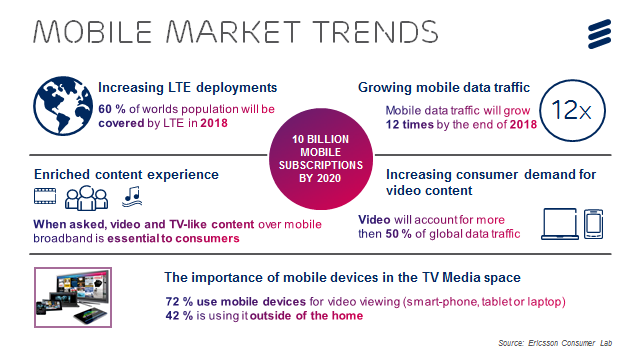 MOBILE MARKET TRENDS
Increasing LTE deployments
60 % of worlds population will be
covered by LTE in 2018
Growing mobile data traffic
Mobile data traffic will grow
12 times by the end of 2018
12x
10 BILLION
MOBILE
SUBSCRIPTIONS
BY 2020
Enriched content experience
When asked, video and TV-like content over mobile
broadband is essential to consumers
Increasing consumer demand for
video content
Video will account for more
then 50 % of global data traffic
The importance of mobile devices in the TV Media space
72 % use mobile devices for video viewing (smart-phone, tablet or laptop)
42 % is using it outside of the home
Source: Ericsson Consumer Lab